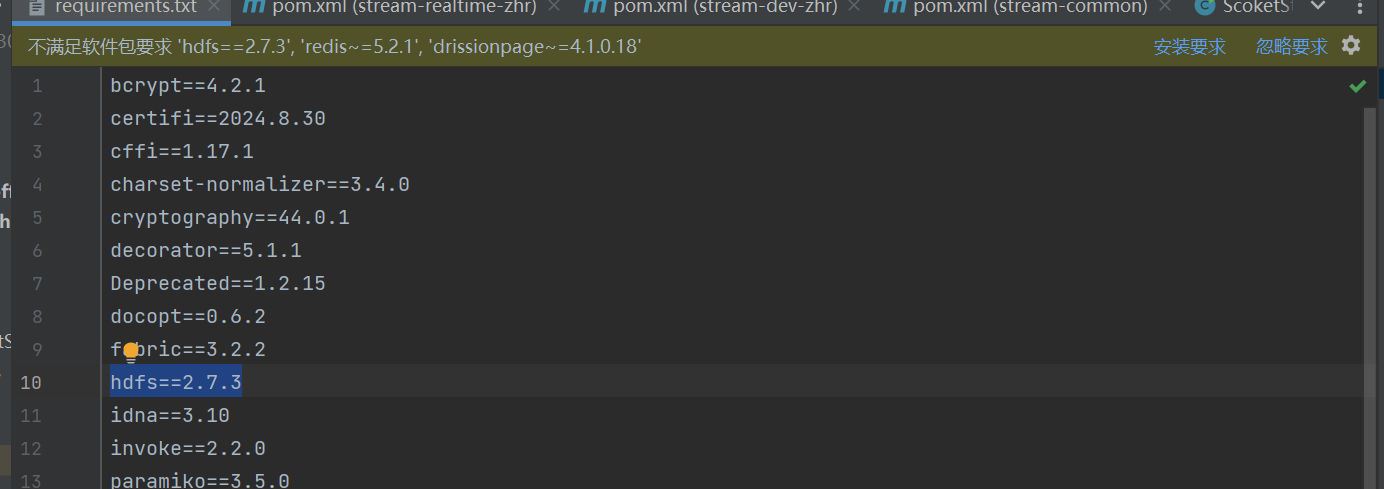 requirements.txt pom.xml (stream-realtime-zhr) pom.xml (stream-dev-zhr) pom.xml (stream-common)
不满足软件包要求 'hdfs==2.7.3', 'redis~=5.2.1', 'drissionpage~=4.1.0.18' 安装要求 忽略要求
1 bcrypt==4.2.1
2 certifi==2024.8.30
3 cffi==1.17.1
4 charset-normalizer==3.4.0
5 cryptography==44.0.1
6 decorator==5.1.1
7 Deprecated==1.2.15
8 docopt==0.6.2
9 fabric==3.2.2
10 hdfs==2.7.3
11 idna==3.10
12 invoke==2.2.0
13 paramiko==3.5.0